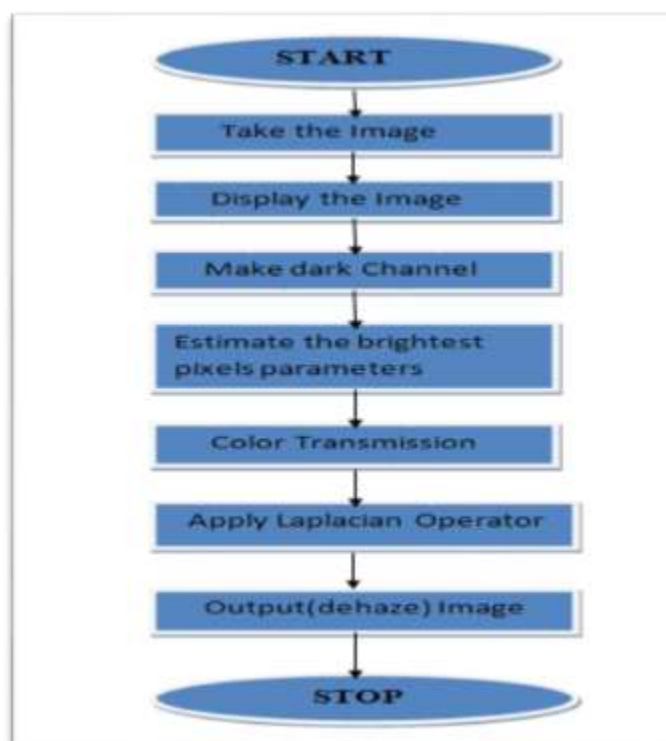 START
Take the Image
Display the Image
Make dark Channel
Estimate the brightest
pixels parameters
Color Transmission
Apply Laplacian Operator
Output(dehaze) Image
STOP